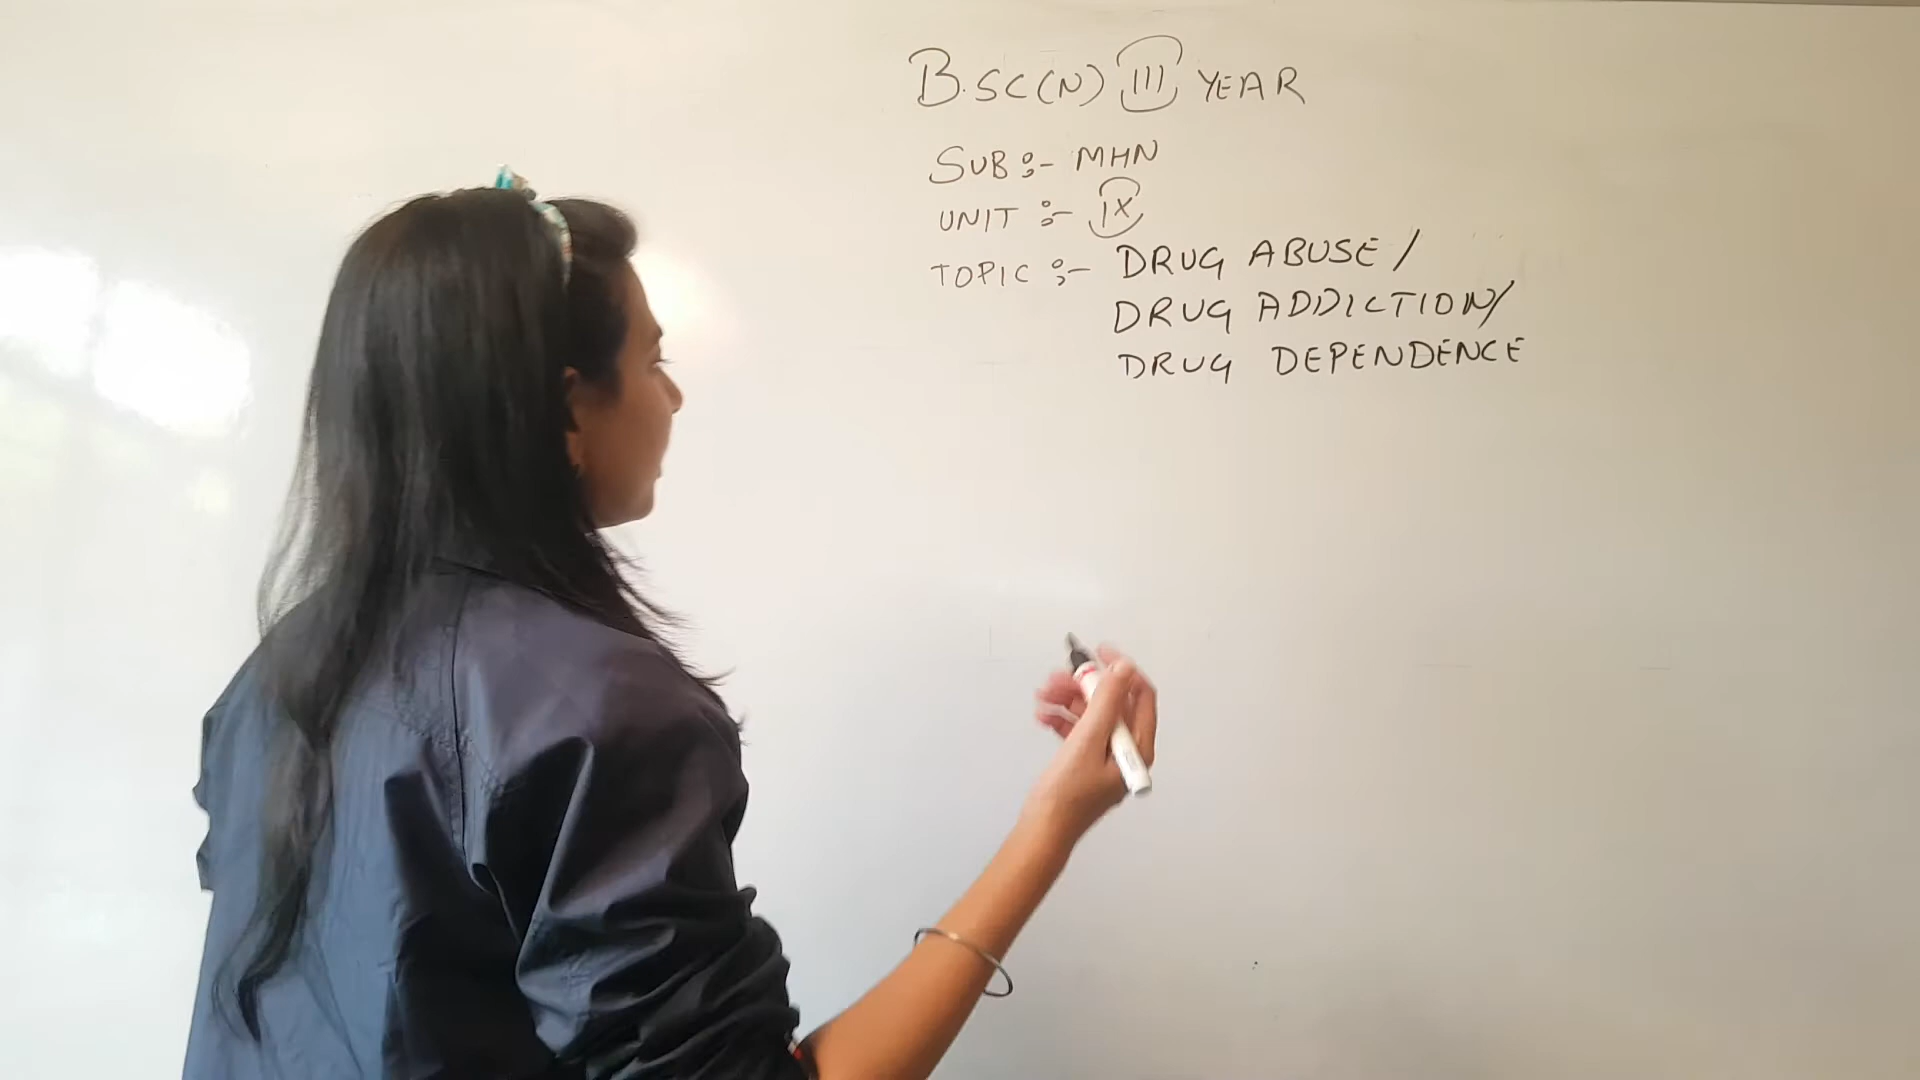 B.SC(N) III YEAR
SUB :- MHN
UNIT :- IX
TOPIC :- DRUG ABUSE /
DRUG ADDICTION/
DRUG DEPENDENCE